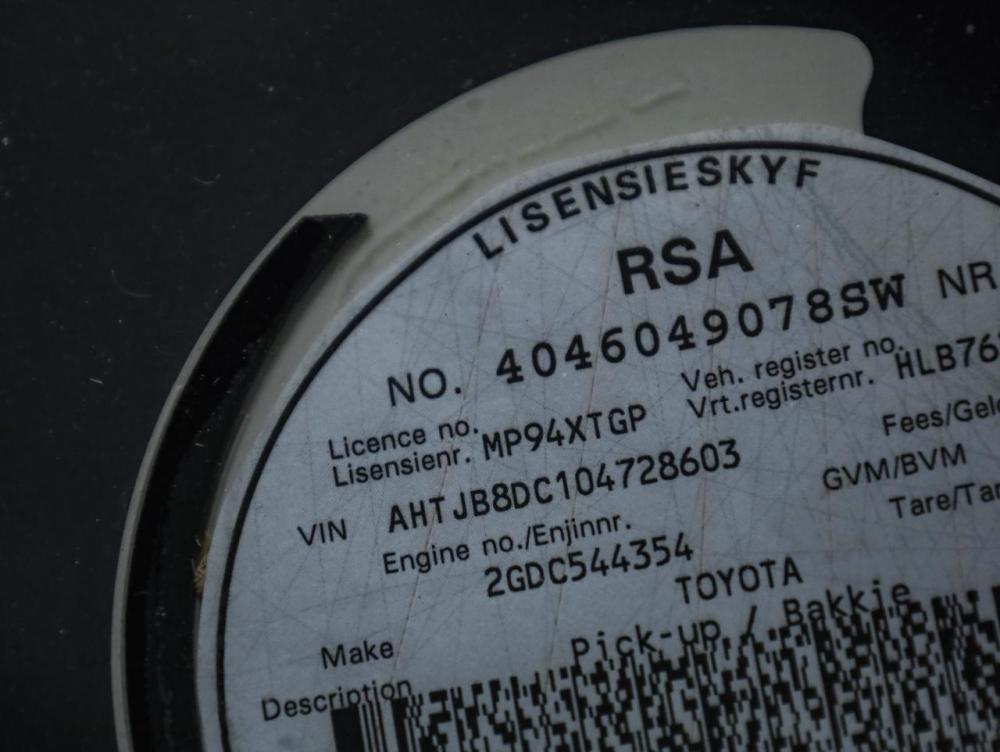 LISENSIESKYF
RSA
NO. 4046049078SW NR
Licence no.
Lisensienr. MP94XTGP
Veh. register no.
Vrt.registernr. HLB76
VIN AHTJB8DC104728603
Fees/Geld
Engine no./Enjinnr.
2GDC544354
GVM/BVM
Tare/Tar
Make TOYOTA
Description Pick-up / Bakkie